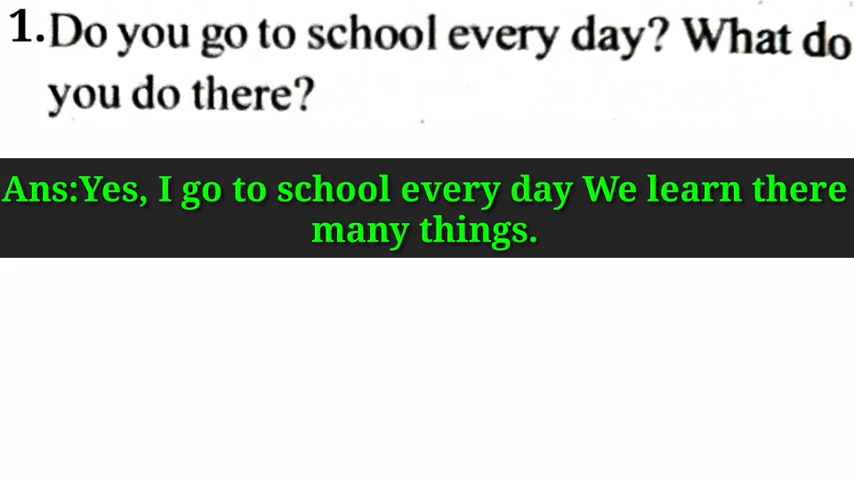 1.Do you go to school every day? What do
you do there?
Ans:Yes, I go to school every day We learn there
many things.